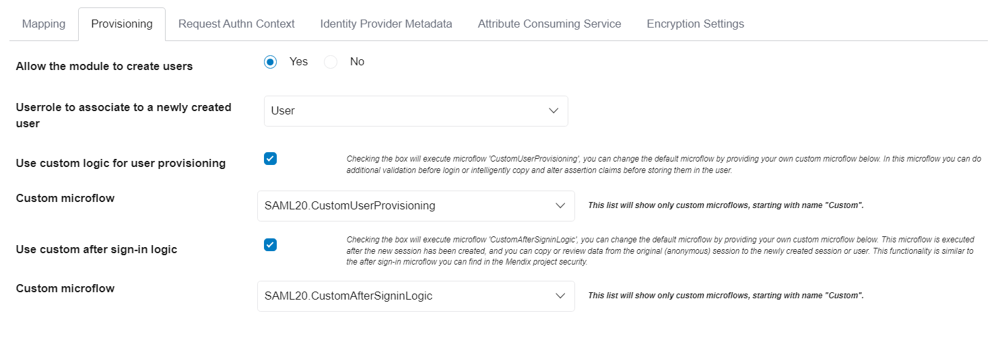 Mapping Provisioning Request Authn Context Identity Provider Metadata Attribute Consuming Service Encryption Settings
Allow the module to create users Yes No
Userrole to associate to a newly created
user
User
Use custom logic for user provisioning
Checking the box will execute microflow 'CustomUserProvisioning', you can change the default microflow by providing your own custom microflow below. In this microflow you can do
additional validation before login or intelligently copy and alter assertion claims before storing them in the user.
Custom microflow SAML20.CustomUserProvisioning This list will show only custom microflows, starting with name "Custom".
Use custom after sign-in logic
Checking the box will execute microflow 'CustomAfterSigninLogic', you can change the default microflow by providing your own custom microflow below. This microflow is executed
after the new session has been created, and you can copy or review data from the original (anonymous) session to the newly created session or user. This functionality is similar to
the after sign-in microflow you can find in the Mendix project security.
Custom microflow SAML20.CustomAfterSigninLogic This list will show only custom microflows, starting with name "Custom".